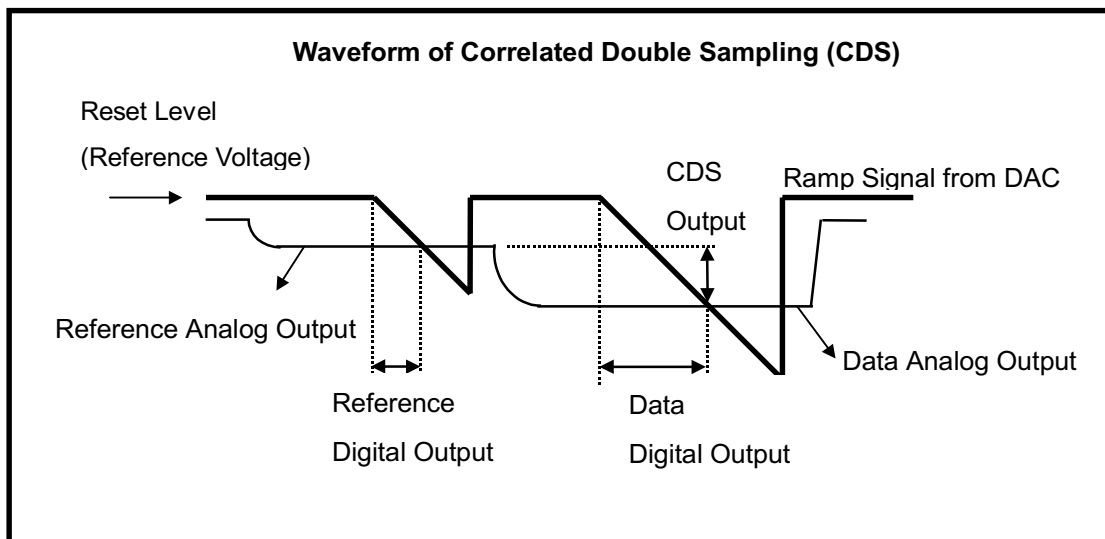 Waveform of Correlated Double Sampling (CDS)
Reset Level
(Reference Voltage)
CDS
Output
Ramp Signal from DAC
Reference Analog Output
Data Analog Output
Reference
Digital Output
Data
Digital Output